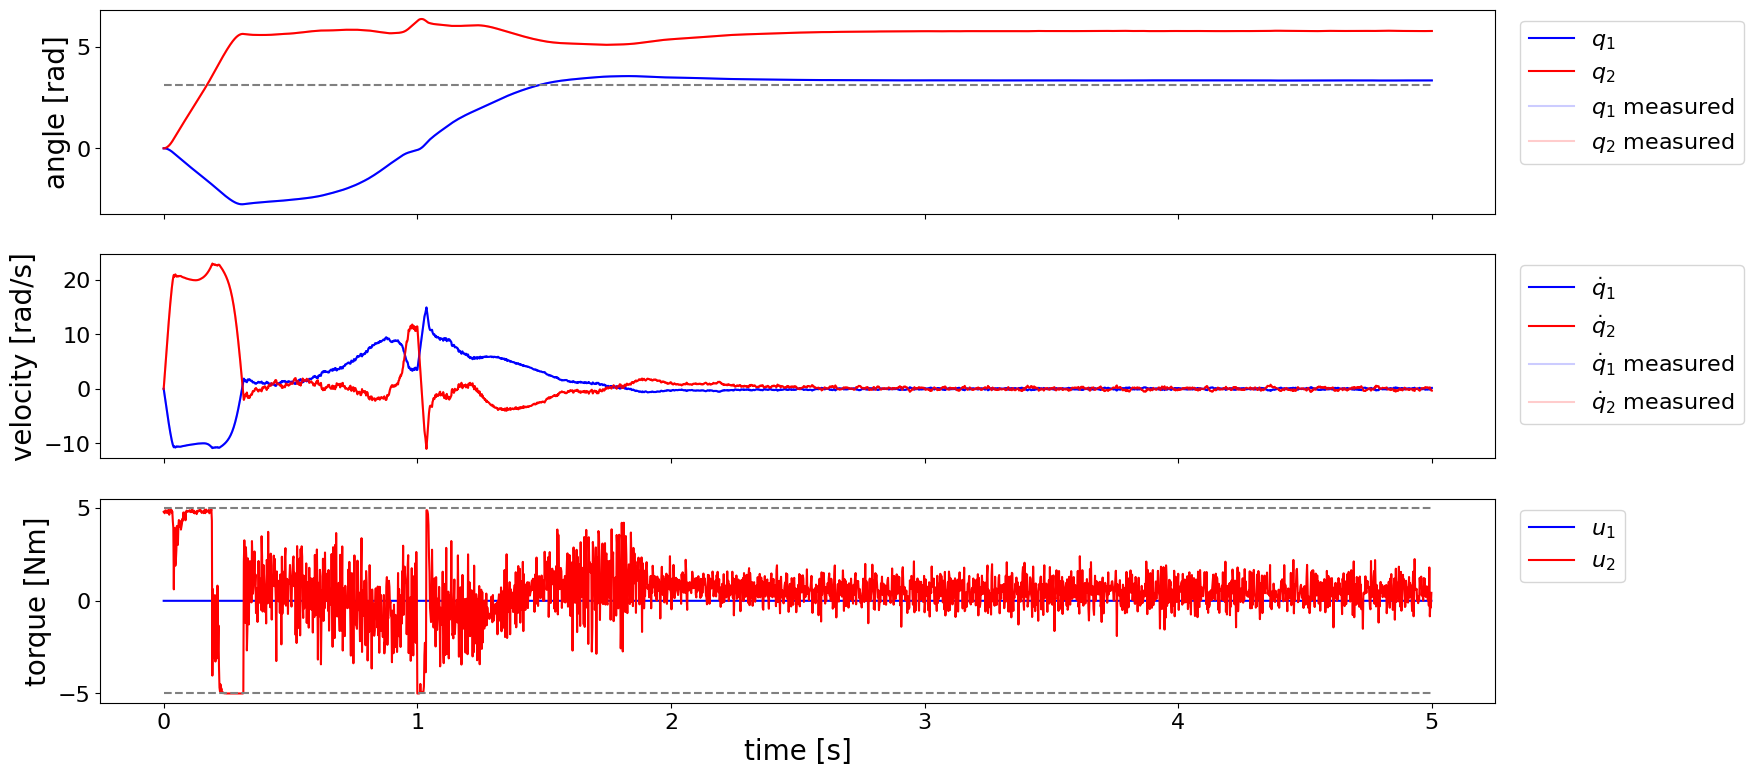 angle [rad]
5
0
q₁
q₂
q₁ measured
q₂ measured
velocity [rad/s]
20
10
0
−10
q̇₁
q̇₂
q̇₁ measured
q̇₂ measured
torque [Nm]
5
0
−5
u₁
u₂
0 1 2 3 4 5
time [s]